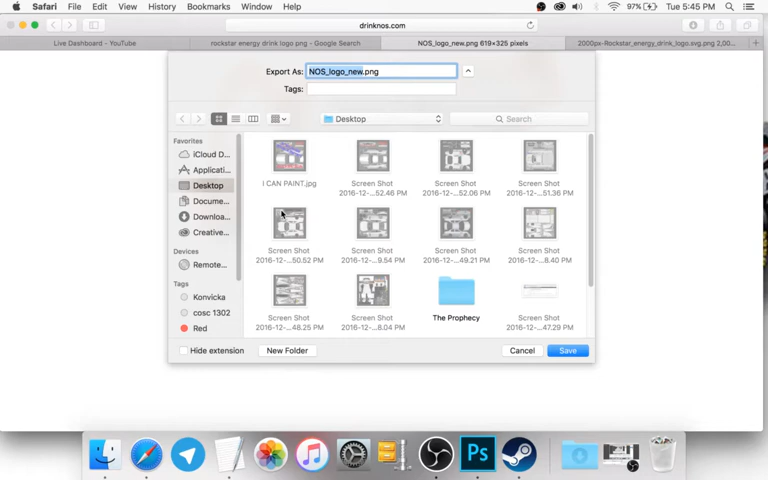 Safari File Edit View History Bookmarks Window Help 97% Tue 5:45 PM
drinknos.com
Live Dashboard - YouTube rockstar energy drink logo png - Google Search NOS_logo_new.png 619×325 pixels 2000px-Rockstar_energy_drink_logo.svg.png 2,00...
Export As: NOS_logo_new.png
Tags:
Desktop Search
Favorites
iCloud D...
Applicati...
Desktop
Docume...
Downloa...
Creative...
Devices
Remote...
Tags
Konvicka
cosc 1302
Red
I CAN PAINT.jpg
Screen Shot
2016-12-...52.46 PM
Screen Shot
2016-12-...52.06 PM
Screen Shot
2016-12-...51.36 PM
Screen Shot
2016-12-...50.52 PM
Screen Shot
2016-12-...9.54 PM
Screen Shot
2016-12-...49.21 PM
Screen Shot
2016-12-...8.40 PM
Screen Shot
2016-12-...48.25 PM
Screen Shot
2016-12-...8.04 PM
The Prophecy
Screen Shot
2016-12-...47.29 PM
Hide extension New Folder Cancel Save
Ps